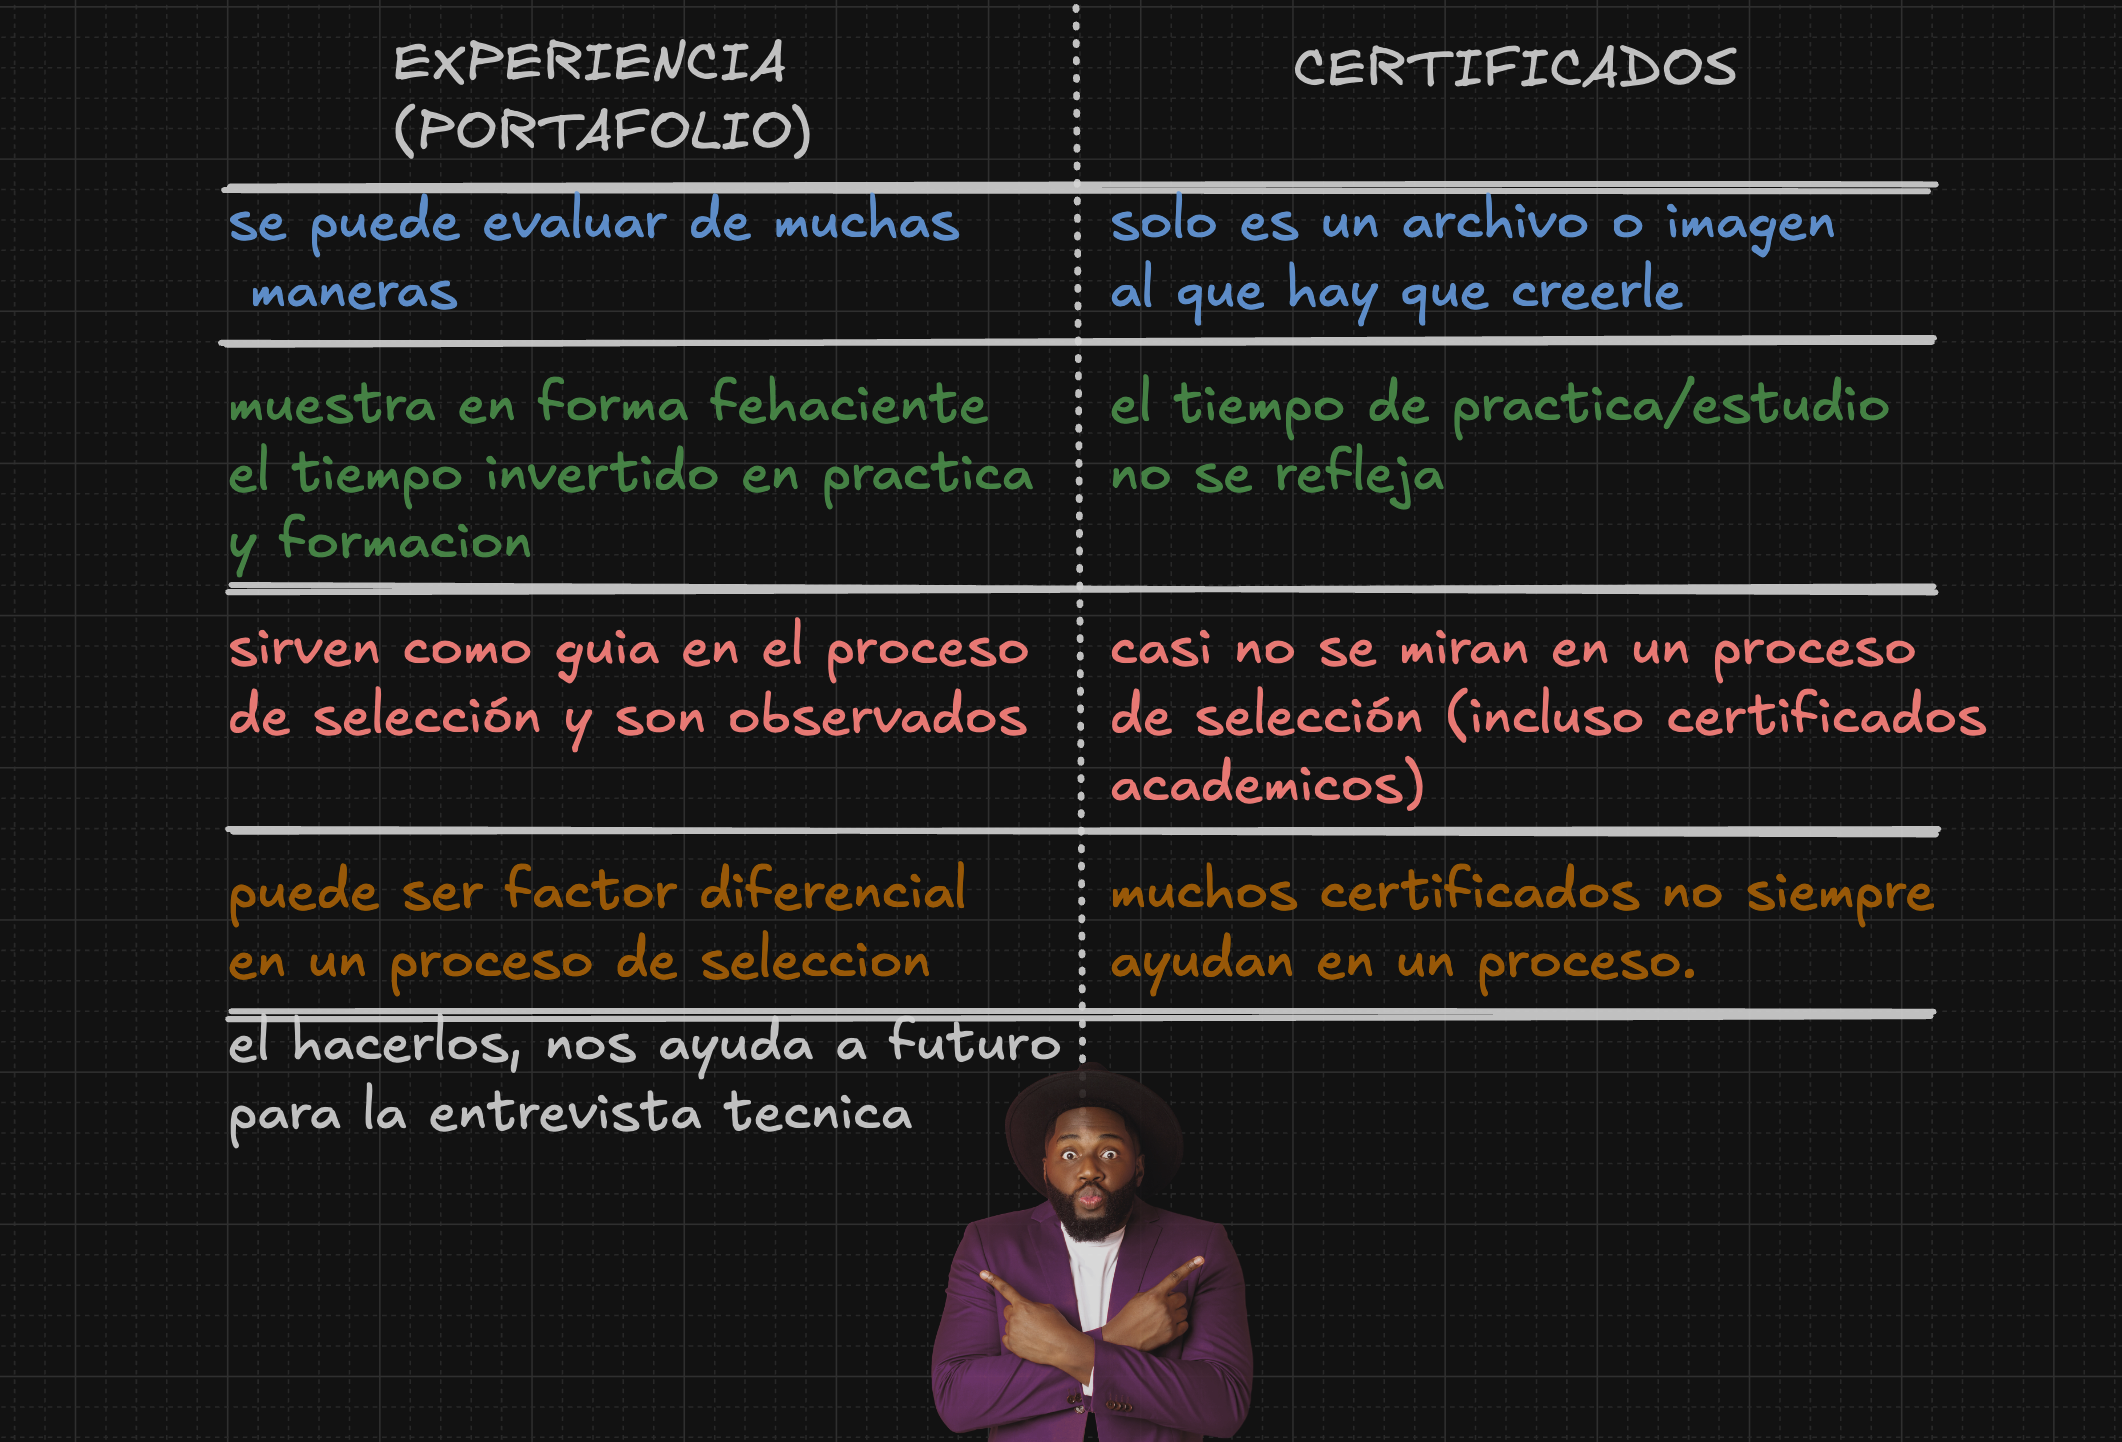 EXPERIENCIA
(PORTAFOLIO)
CERTIFICADOS
se puede evaluar de muchas
maneras
solo es un archivo o imagen
al que hay que creerle
muestra en forma fehaciente
el tiempo invertido en practica
y formacion
el tiempo de practica/estudio
no se refleja
sirven como guia en el proceso
de selección y son observados
casi no se miran en un proceso
de selección (incluso certificados
academicos)
puede ser factor diferencial
en un proceso de seleccion
muchos certificados no siempre
ayudan en un proceso.
el hacerlos, nos ayuda a futuro
para la entrevista tecnica